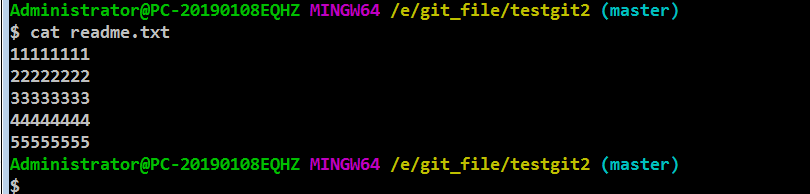 Administrator@PC-20190108EQHZ MINGW64 /e/git_file/testgit2 (master)
$ cat readme.txt
11111111
22222222
33333333
44444444
55555555
Administrator@PC-20190108EQHZ MINGW64 /e/git_file/testgit2 (master)
$